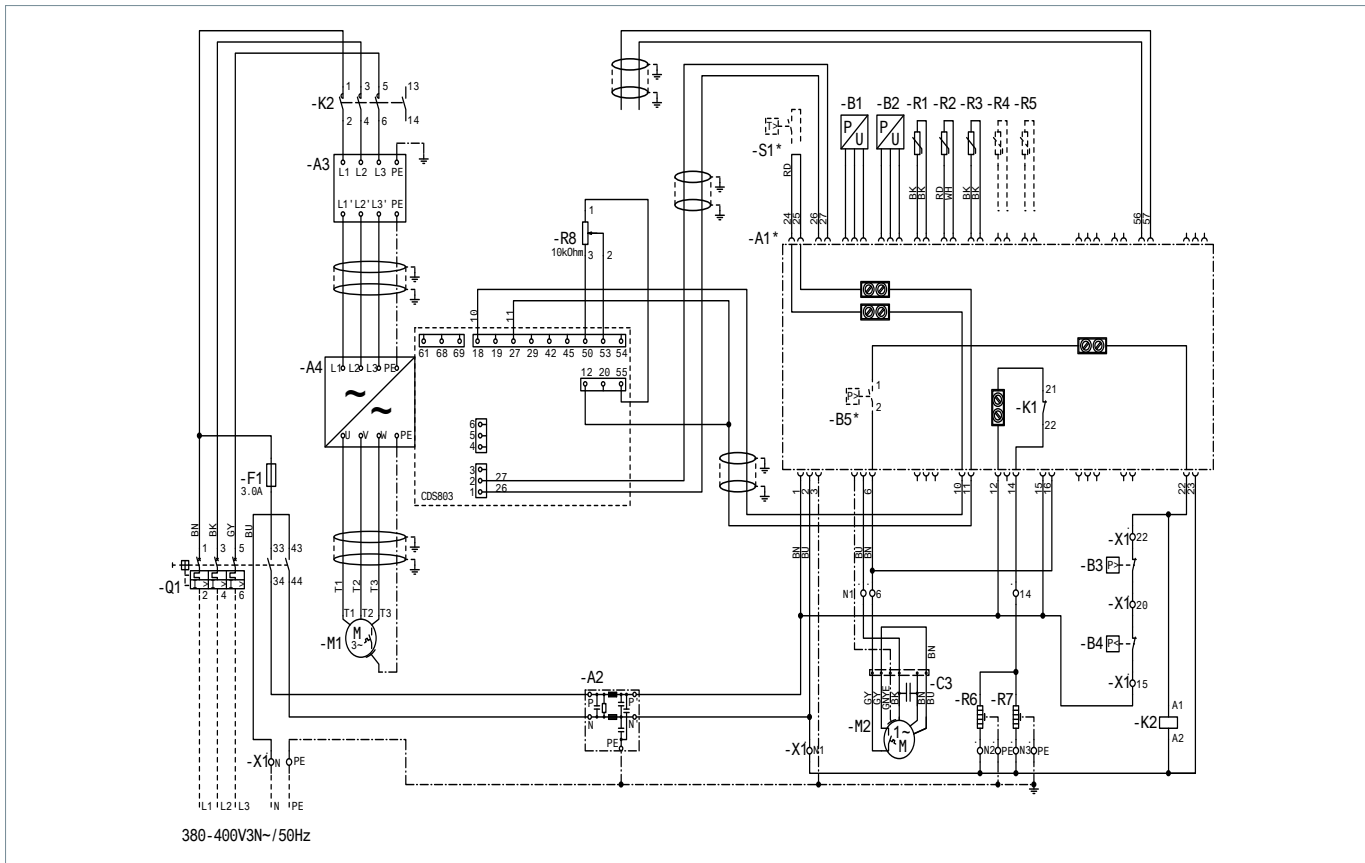 1 3 5 13
-K2
2 4 6 14
-A3
L1 L2 L3 PE
L1' L2' L3' PE
-A4
L1 L2 L3 PE
~
~
U V W PE
-F1
3.0A
BN BK GY BU
1 3 5 33 43
-Q1
I> I> I>
2 4 6 34 44
T1 T2 T3
T1 T2 T3
-M1
M
3~
-X1 N PE
L1 L2 L3 N PE
380-400V3N~/50Hz
-R8
10kOhm
1
3 2
10 11
61 68 69 18 19 27 29 42 45 50 53 54
12 20 55
6
5
4
3
2 27
1 26
CDS803
-A2
P P
N N
PE
-S1*
T>
RD
-B1
P
U
-B2
P
U
-R1
BK
BK
-R2
RD
WH
-R3
BK
BK
-R4
-R5
-A1*
24 25 26 27 56 57
-B5*
P>
1
2
-K1
21
22
1 2 3 6 10 11 12 14 15 16 22 23
BN BU BU BN
N1 6 14
-C3
BN
GY GY GNYE BK BN BU
-M2
1~
M
-X1 N1
-R6 -R7
N2 PE N3 PE
-X1 22
-B3 P>
-X1 20
-B4 P<
-X1 15
-K2
A1
A2